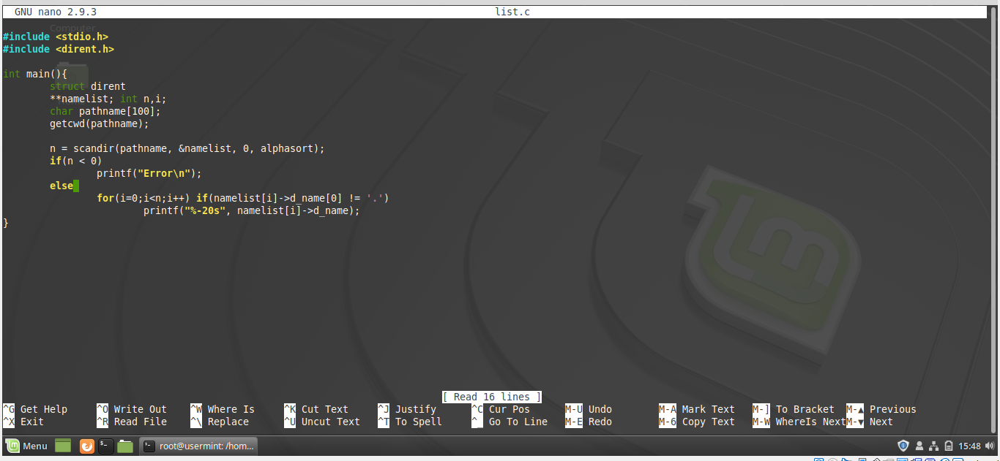 GNU nano 2.9.3 list.c
Computer
#include <stdio.h>
#include <dirent.h>
int main(){
struct dirent
**namelist; int n,i;
char pathname[100];
getcwd(pathname);
n = scandir(pathname, &namelist, 0, alphasort);
if(n < 0)
printf("Error\n");
else
for(i=0;i<n;i++) if(namelist[i]->d_name[0] != '.')
printf("%-20s", namelist[i]->d_name);
}
[ Read 16 lines ]
^G Get Help ^O Write Out ^W Where Is ^K Cut Text ^J Justify ^C Cur Pos M-U Undo M-A Mark Text M-] To Bracket M-▲ Previous
^X Exit ^R Read File ^\ Replace ^U Uncut Text ^T To Spell ^_ Go To Line M-E Redo M-6 Copy Text M-W WhereIs Next M-▼ Next
Menu root@usermint: /hom... 15:48